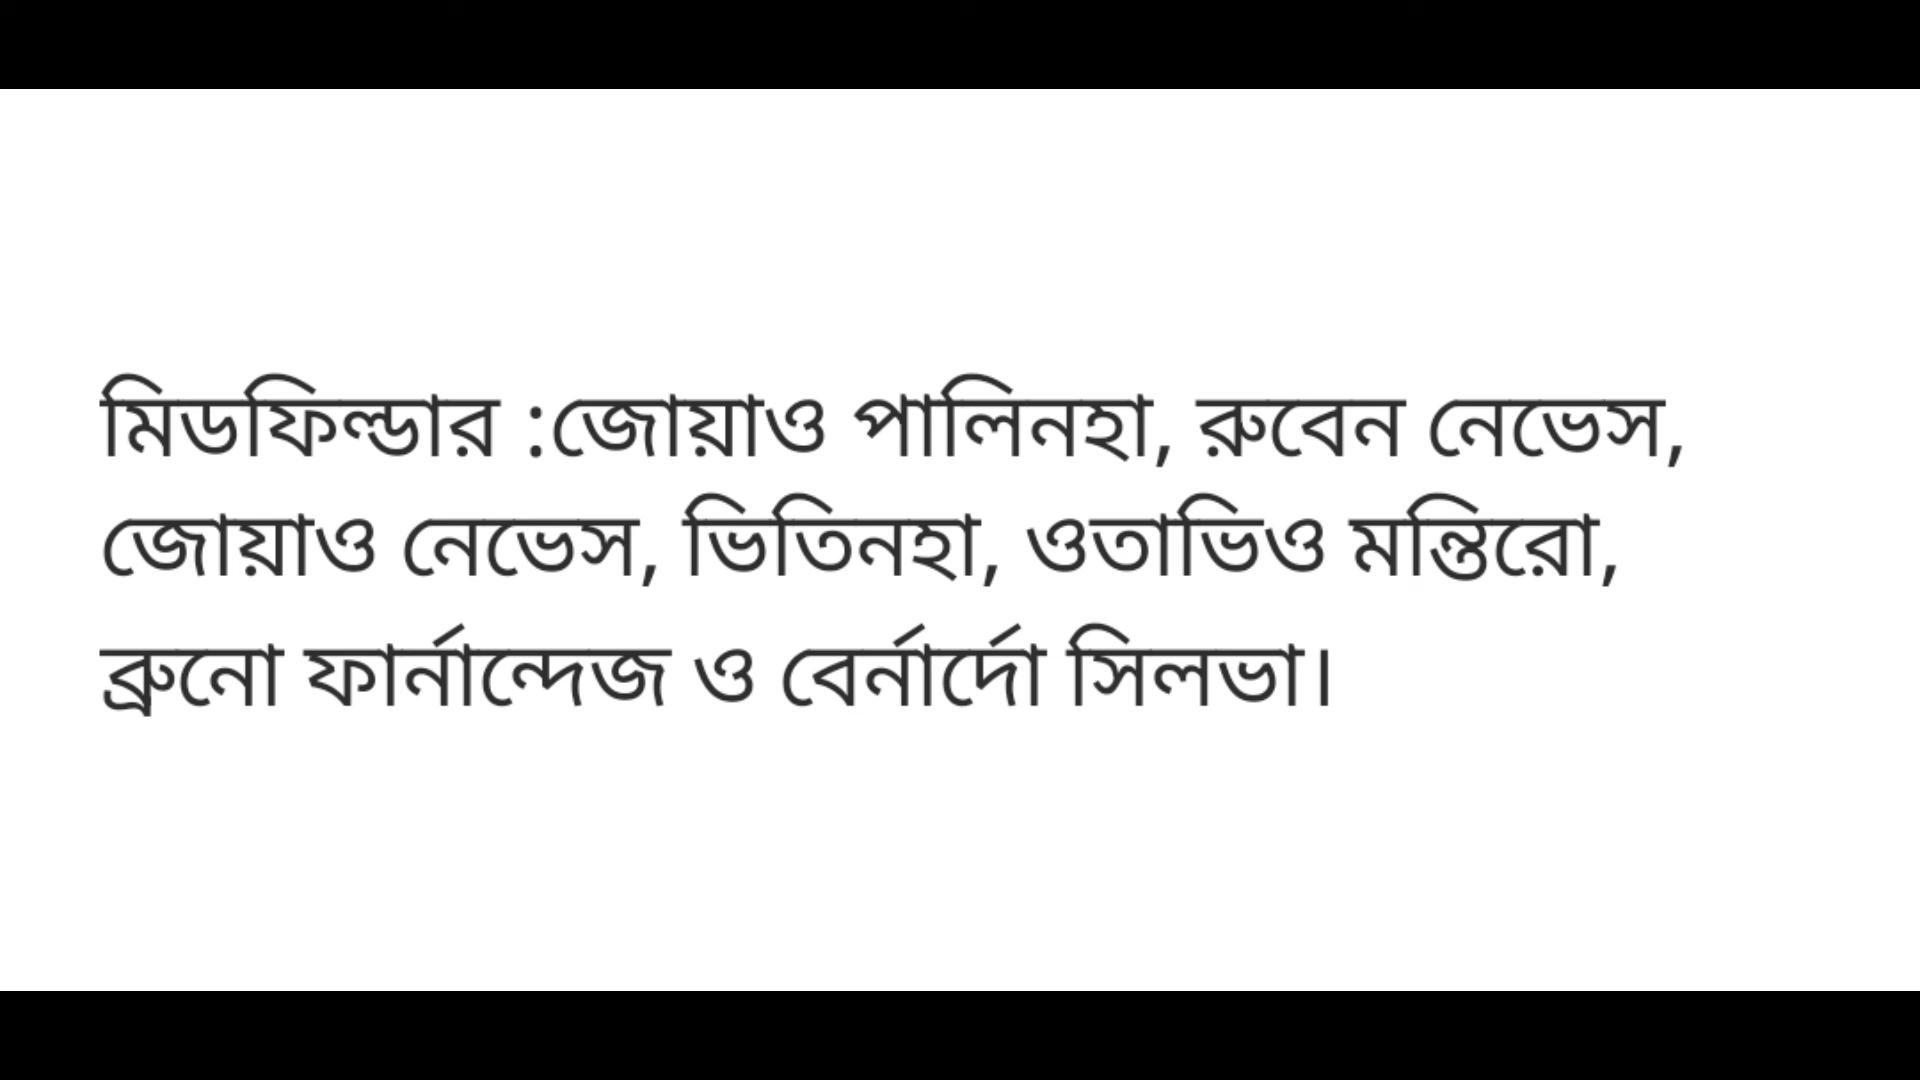 মিডফিল্ডার :জোয়াও পালিনহা, রুবেন নেভেস,
জোয়াও নেভেস, ভিতিনহা, ওতাভিও মন্তিরো,
ব্রুনো ফার্নান্দেজ ও বের্নার্দো সিলভা।